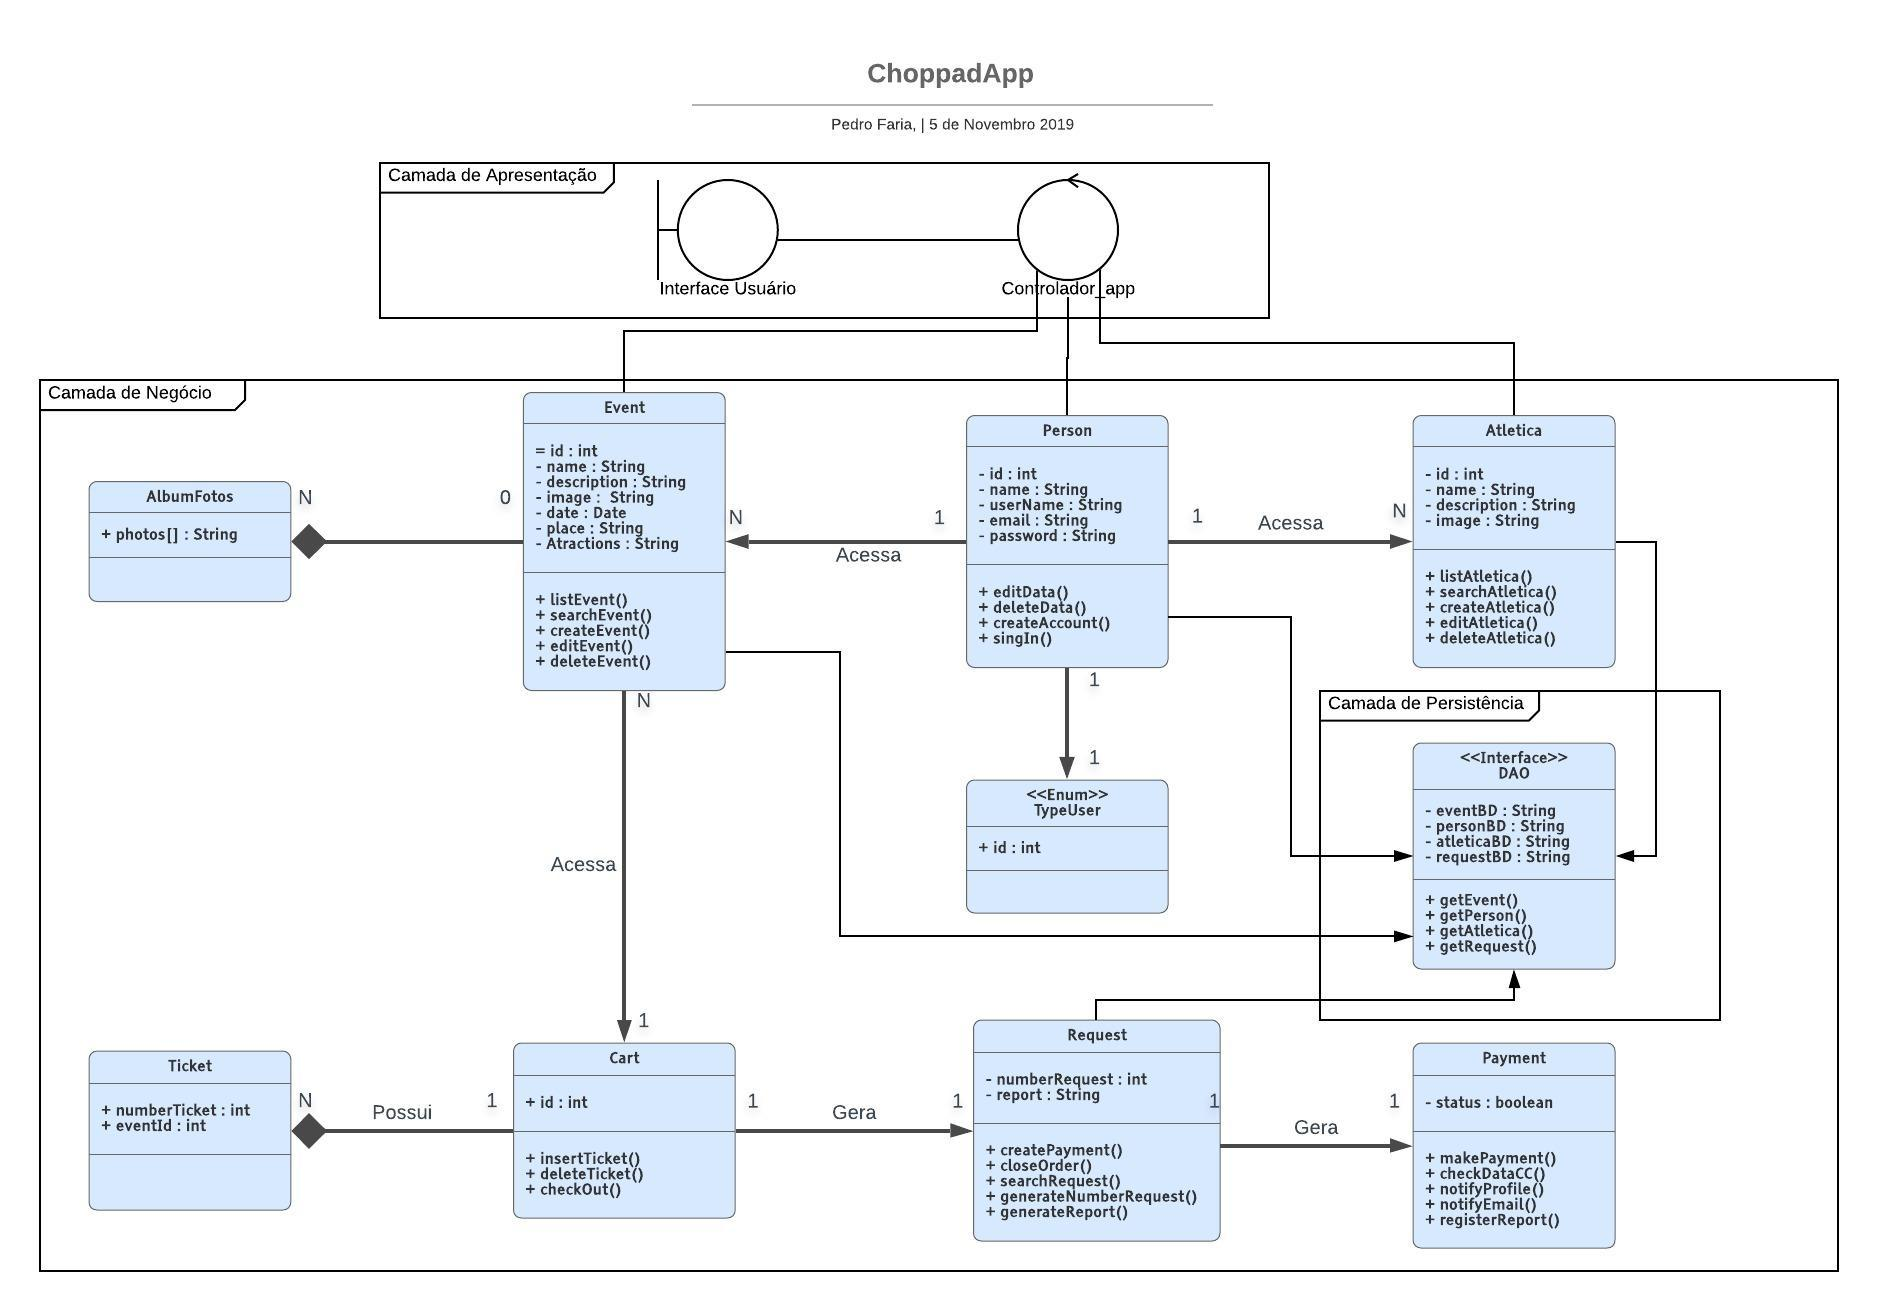 ChoppadApp
Pedro Faria, | 5 de Novembro 2019
Camada de Apresentação
Interface Usuário
Controlador_app
Camada de Negócio
Event
= id : int
- name : String
- description : String
- image :  String
- date : Date
- place : String
- Atractions : String
+ listEvent()
+ searchEvent()
+ createEvent()
+ editEvent()
+ deleteEvent()
Person
- id : int
- name : String
- userName : String
- email : String
- password : String
+ editData()
+ deleteData()
+ createAccount()
+ singIn()
Atletica
- id : int
- name : String
- description : String
- image : String
+ listAtletica()
+ searchAtletica()
+ createAtletica()
+ editAtletica()
+ deleteAtletica()
AlbumFotos
+ photos[] : String
N
0
N
1
Acessa
1
Acessa
N
N
Acessa
1
1
1
<<Enum>>
TypeUser
+ id : int
Camada de Persistência
<<Interface>>
DAO
- eventBD : String
- personBD : String
- atleticaBD : String
- requestBD : String
+ getEvent()
+ getPerson()
+ getAtletica()
+ getRequest()
Ticket
+ numberTicket : int
+ eventId : int
N
Possui
1
Cart
+ id : int
+ insertTicket()
+ deleteTicket()
+ checkOut()
1
Gera
1
Request
- numberRequest : int
- report : String
+ createPayment()
+ closeOrder()
+ searchRequest()
+ generateNumberRequest()
+ generateReport()
1
Gera
1
Payment
- status : boolean
+ makePayment()
+ checkDataCC()
+ notifyProfile()
+ notifyEmail()
+ registerReport()